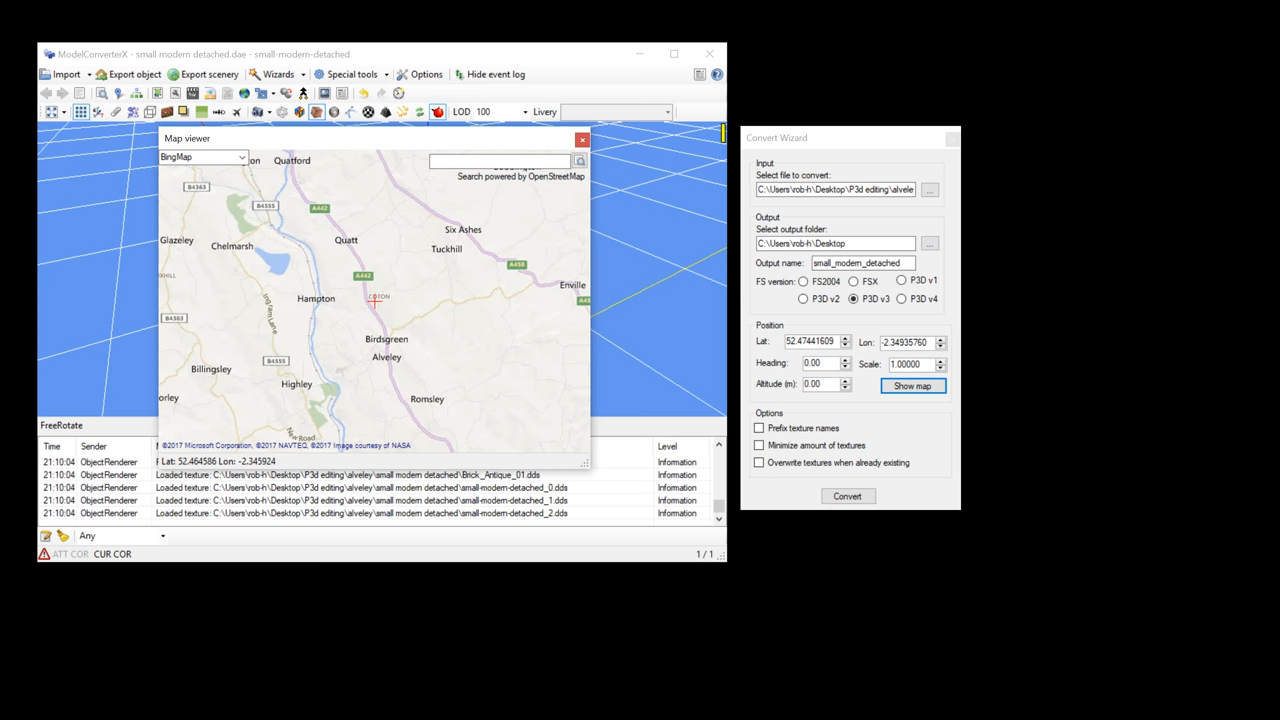 ModelConverterX - small modern detached.dae - small-modern-detached
Import Export object Export scenery Wizards Special tools Options Hide event log
LOD 100 Livery
Map viewer
BingMap
Search powered by OpenStreetMap
on Quatford
B4363
B4555
A442
Six Ashes
Glazeley
Chelmarsh
Quatt
Tuckhill
A458
A442
Enville
COTON
Hampton
Ingram Lane
B4363
Birdsgreen
Alveley
B4555
Billingsley
Highley
orley
Romsley
New Road
©2017 Microsoft Corporation, ©2017 NAVTEQ, ©2017 Image courtesy of NASA
Lat: 52.464586 Lon: -2.345924
FreeRotate
Time Sender Level
21:10:04 ObjectRenderer Information
21:10:04 ObjectRenderer Loaded texture: C:\Users\rob-h\Desktop\P3d editing\alveley\small modern detached\Brick_Antique_01.dds Information
21:10:04 ObjectRenderer Loaded texture: C:\Users\rob-h\Desktop\P3d editing\alveley\small modern detached\small-modern-detached_0.dds Information
21:10:04 ObjectRenderer Loaded texture: C:\Users\rob-h\Desktop\P3d editing\alveley\small modern detached\small-modern-detached_1.dds Information
21:10:04 ObjectRenderer Loaded texture: C:\Users\rob-h\Desktop\P3d editing\alveley\small modern detached\small-modern-detached_2.dds Information
Any
ATT COR CUR COR 1 / 1
Convert Wizard
Input
Select file to convert:
C:\Users\rob-h\Desktop\P3d editing\alvele ...
Output
Select output folder:
C:\Users\rob-h\Desktop ...
Output name: small_modern_detached
FS version: FS2004 FSX P3D v1
P3D v2 P3D v3 P3D v4
Position
Lat: 52.47441609 Lon: -2.34935760
Heading: 0.00 Scale: 1.00000
Altitude (m): 0.00 Show map
Options
Prefix texture names
Minimize amount of textures
Overwrite textures when already existing
Convert